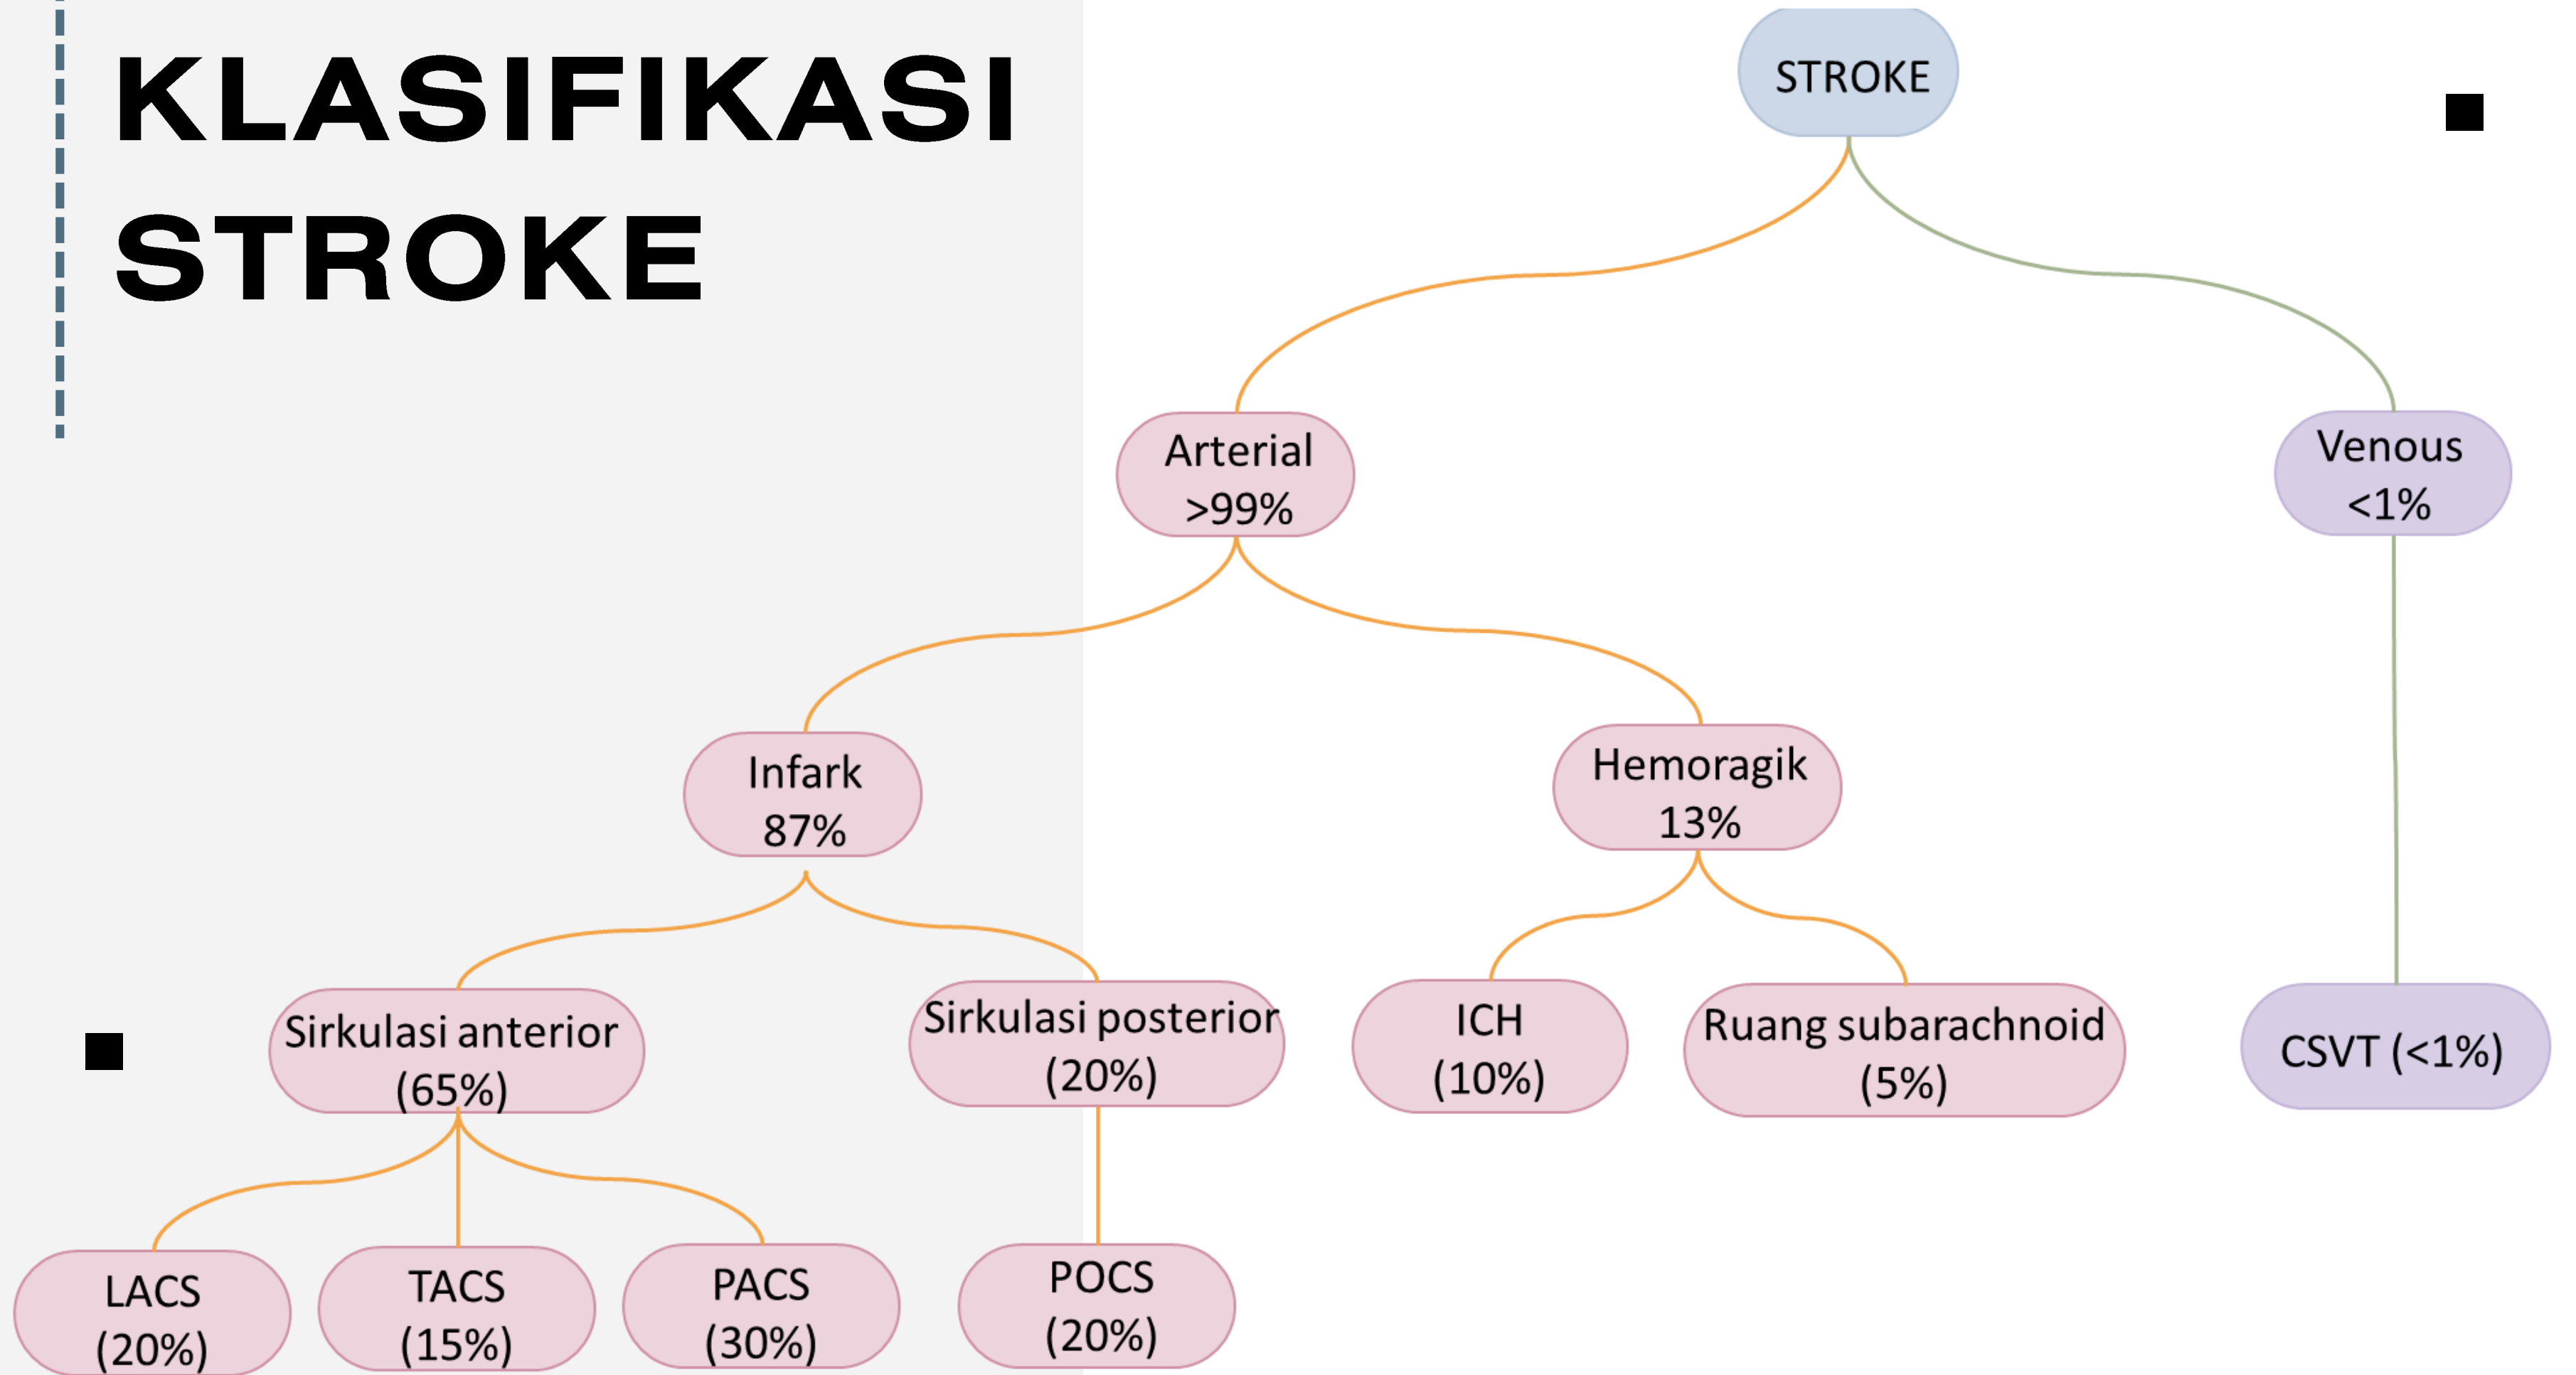 KLASIFIKASI
STROKE
STROKE
Arterial
>99%
Venous
<1%
Infark
87%
Hemoragik
13%
Sirkulasi anterior
(65%)
Sirkulasi posterior
(20%)
ICH
(10%)
Ruang subarachnoid
(5%)
CSVT (<1%)
LACS
(20%)
TACS
(15%)
PACS
(30%)
POCS
(20%)